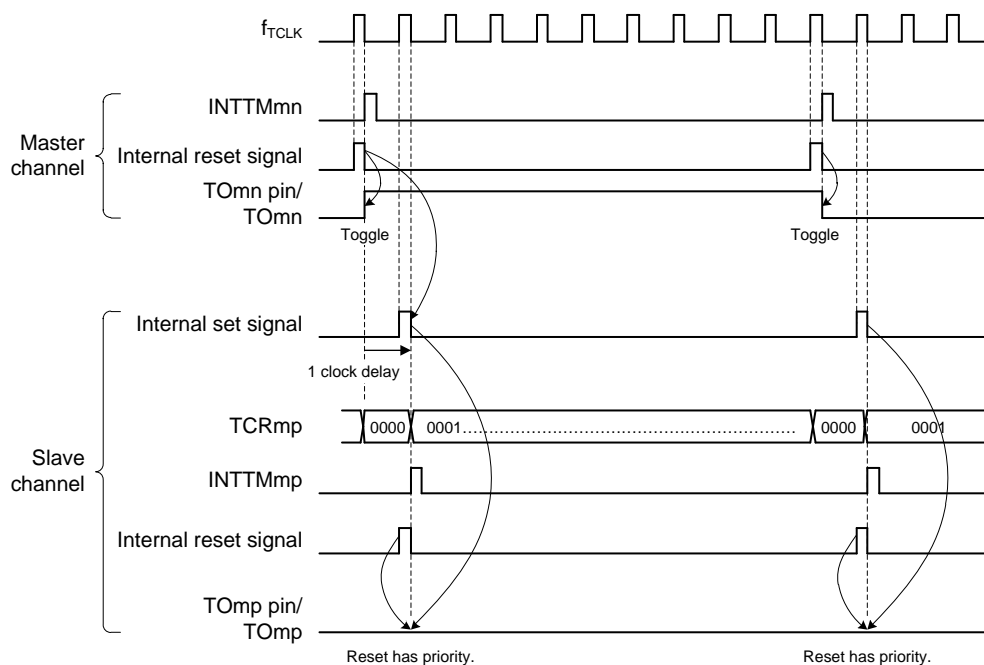 fTCLK
INTTMmn
Master
channel
Internal reset signal
TOmn pin/
TOmn
Toggle
Toggle
Internal set signal
1 clock delay
TCRmp
0000
0001
0000
0001
Slave
channel
INTTMmp
Internal reset signal
TOmp pin/
TOmp
Reset has priority.
Reset has priority.